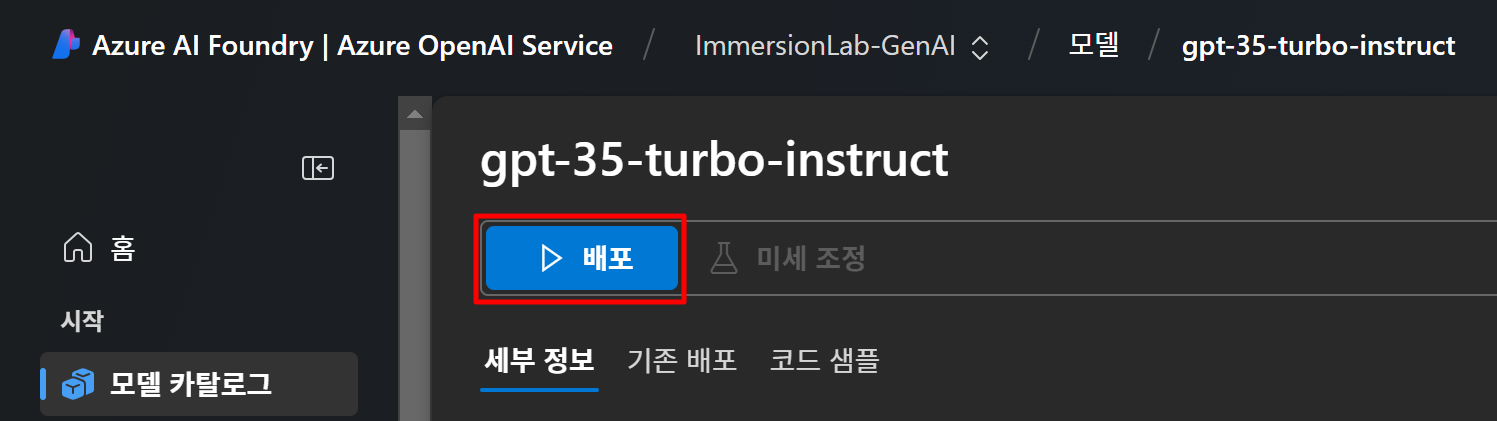 Azure AI Foundry | Azure OpenAI Service / ImmersionLab-GenAI / 모델 / gpt-35-turbo-instruct
gpt-35-turbo-instruct
홈
배포 미세 조정
시작
세부 정보 기존 배포 코드 샘플
모델 카탈로그